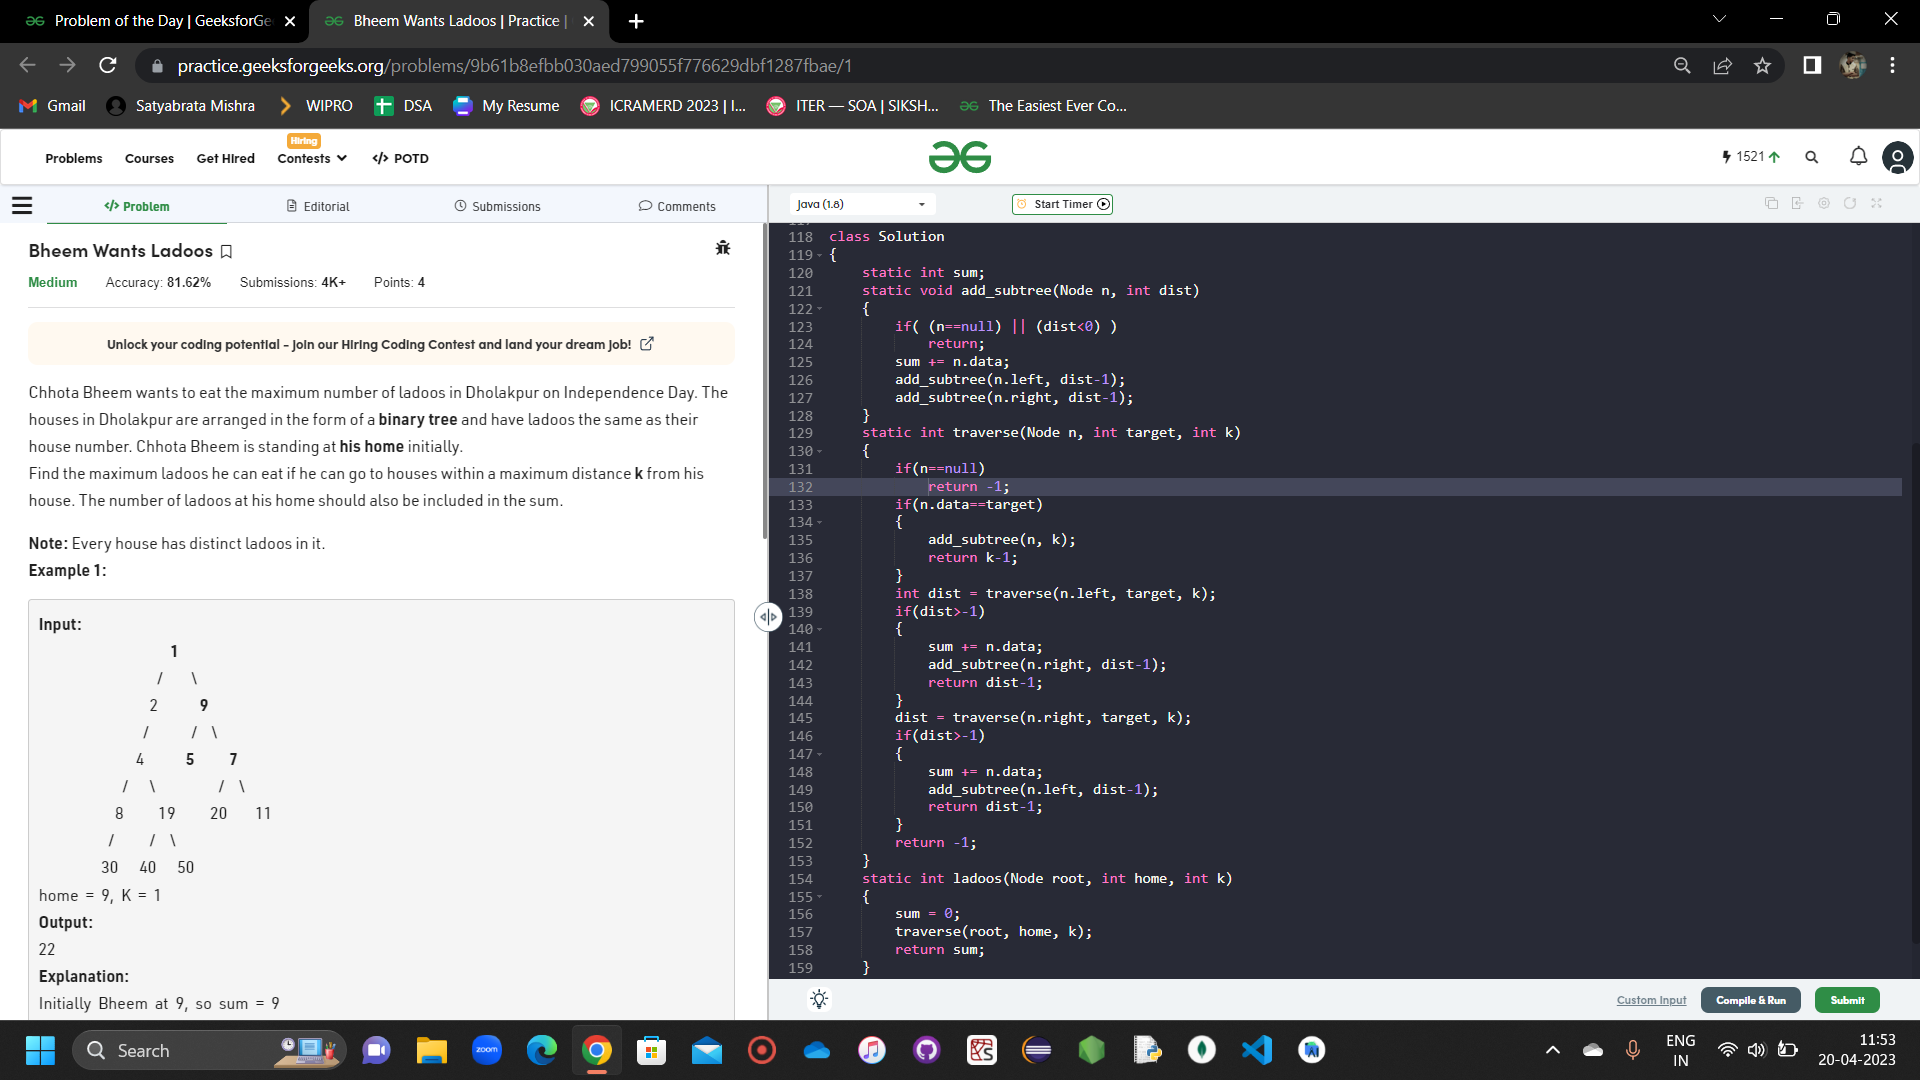 Problem of the Day | GeeksforGe
Bheem Wants Ladoos | Practice |
practice.geeksforgeeks.org/problems/9b61b8efbb030aed799055f776629dbf1287fbae/1
Gmail
Satyabrata Mishra
WIPRO
DSA
My Resume
ICRAMERD 2023 | I...
ITER — SOA | SIKSH...
The Easiest Ever Co...
Hiring
Problems
Courses
Get Hired
Contests
</> POTD
1521
</> Problem
Editorial
Submissions
Comments
Java (1.8)
Start Timer
Bheem Wants Ladoos
Medium Accuracy: 81.62% Submissions: 4K+ Points: 4
Unlock your coding potential - Join our Hiring Coding Contest and land your dream job!
Chhota Bheem wants to eat the maximum number of ladoos in Dholakpur on Independence Day. The
houses in Dholakpur are arranged in the form of a binary tree and have ladoos the same as their
house number. Chhota Bheem is standing at his home initially.
Find the maximum ladoos he can eat if he can go to houses within a maximum distance k from his
house. The number of ladoos at his home should also be included in the sum.
Note: Every house has distinct ladoos in it.
Example 1:
Input:
1
/ \
2 9
/ / \
4 5 7
/ \ / \
8 19 20 11
/ / \
30 40 50
home = 9, K = 1
Output:
22
Explanation:
Initially Bheem at 9, so sum = 9
118 class Solution
119 {
120 static int sum;
121 static void add_subtree(Node n, int dist)
122 {
123 if( (n==null) || (dist<0) )
124 return;
125 sum += n.data;
126 add_subtree(n.left, dist-1);
127 add_subtree(n.right, dist-1);
128 }
129 static int traverse(Node n, int target, int k)
130 {
131 if(n==null)
132 return -1;
133 if(n.data==target)
134 {
135 add_subtree(n, k);
136 return k-1;
137 }
138 int dist = traverse(n.left, target, k);
139 if(dist>-1)
140 {
141 sum += n.data;
142 add_subtree(n.right, dist-1);
143 return dist-1;
144 }
145 dist = traverse(n.right, target, k);
146 if(dist>-1)
147 {
148 sum += n.data;
149 add_subtree(n.left, dist-1);
150 return dist-1;
151 }
152 return -1;
153 }
154 static int ladoos(Node root, int home, int k)
155 {
156 sum = 0;
157 traverse(root, home, k);
158 return sum;
159 }
Custom Input
Compile & Run
Submit
Search
zoom
ENG
IN
11:53
20-04-2023